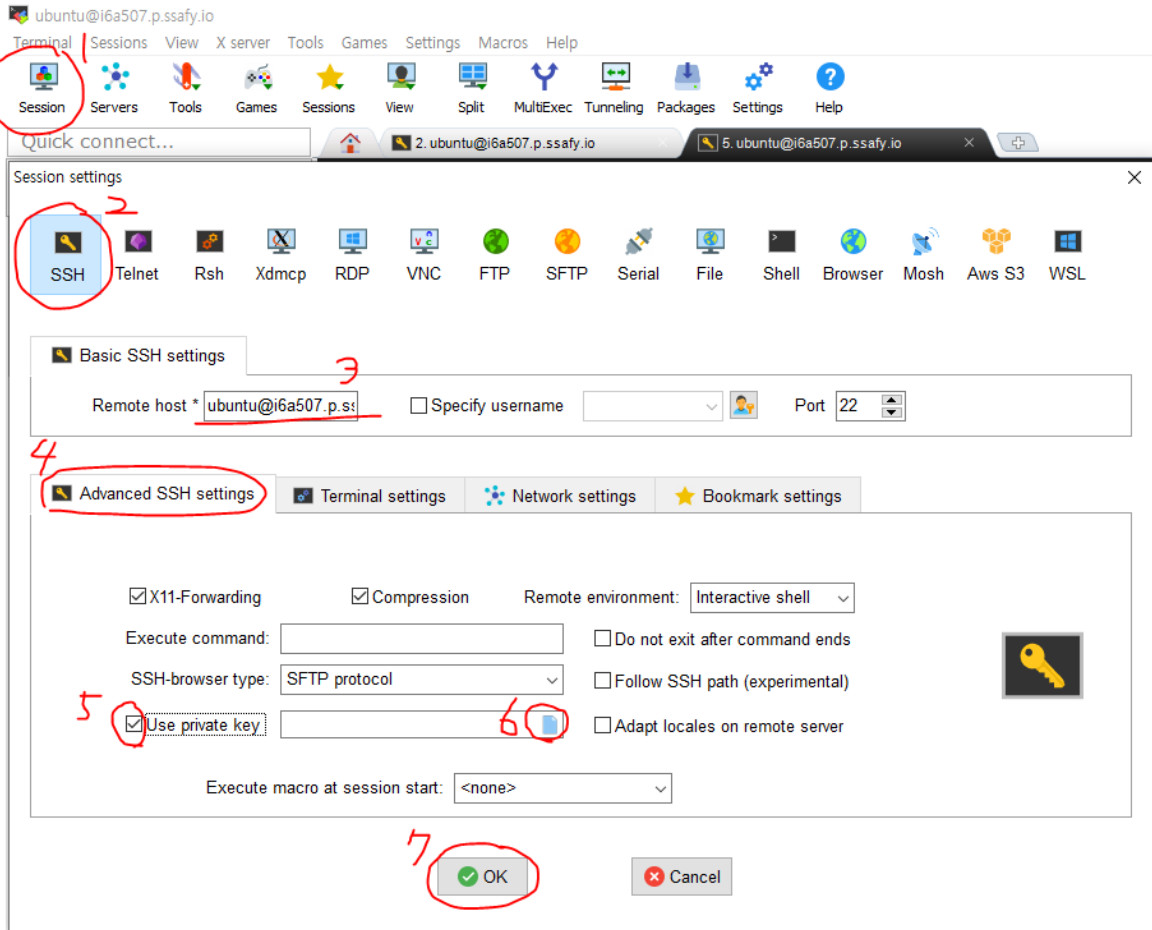 ubuntu@i6a507.p.ssafy.io
Terminal Sessions View X server Tools Games Settings Macros Help
1
Session Servers Tools Games Sessions View Split MultiExec Tunneling Packages Settings Help
Quick connect...
2. ubuntu@i6a507.p.ssafy.io
5. ubuntu@i6a507.p.ssafy.io
Session settings
2
SSH Telnet Rsh Xdmcp RDP VNC FTP SFTP Serial File Shell Browser Mosh Aws S3 WSL
Basic SSH settings
3
Remote host * ubuntu@i6a507.p.ss Specify username Port 22
4
Advanced SSH settings Terminal settings Network settings Bookmark settings
X11-Forwarding Compression Remote environment: Interactive shell
Execute command: Do not exit after command ends
SSH-browser type: SFTP protocol Follow SSH path (experimental)
5 Use private key 6 Adapt locales on remote server
Execute macro at session start: <none>
7
OK Cancel